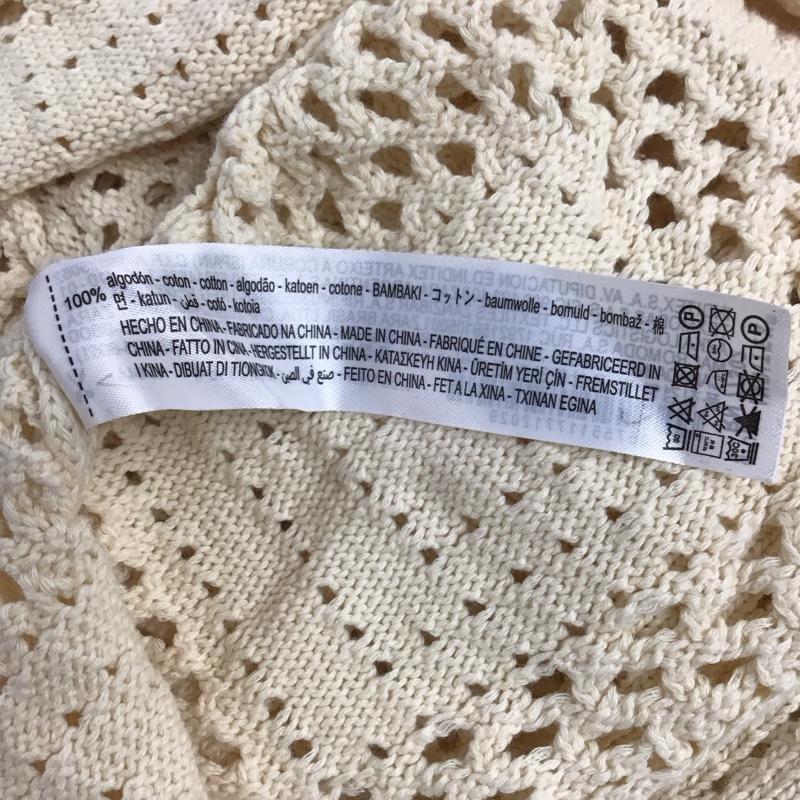 100% algodón - coton - cotton - algodão - katoen - cotone - BAMBAKI - コットン - baumwolle - bomuld - bombaž - 棉
면 - katun - قطن - cotó - kotoia
HECHO EN CHINA - FABRICADO NA CHINA - MADE IN CHINA - FABRIQUÉ EN CHINE - GEFABRICEERD IN
CHINA - FATTO IN CINA - HERGESTELLT IN CHINA - ΚΑΤΑΣΚΕΥΗ ΚΙΝΑ - ÜRETİM YERİ ÇİN - FREMSTILLET
I KINA - DIBUAT DI TIONGKOK - صنع في الصين - FEITO EN CHINA - FET A LA XINA - TXINAN EGINA